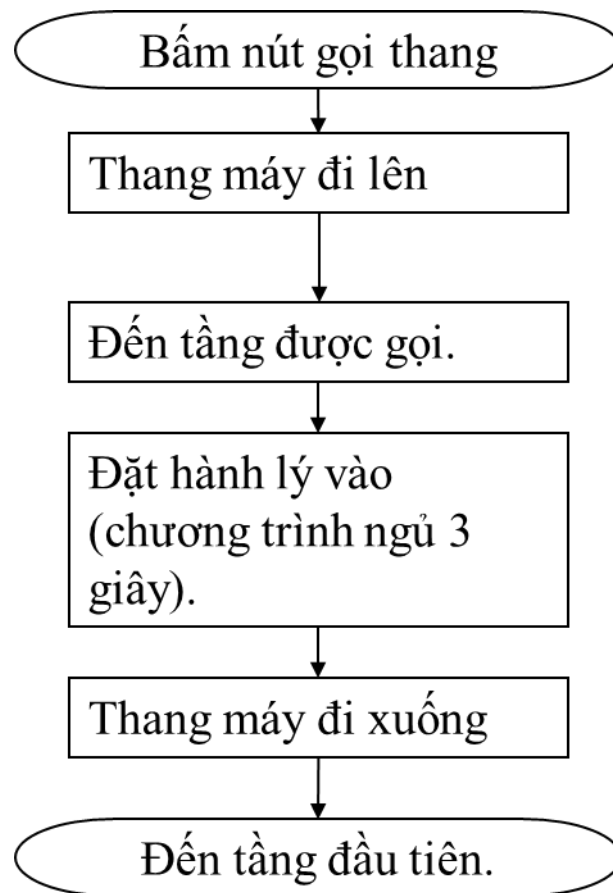 Bấm nút gọi thang
Thang máy đi lên
Đến tầng được gọi.
Đặt hành lý vào
(chương trình ngủ 3
giây).
Thang máy đi xuống
Đến tầng đầu tiên.